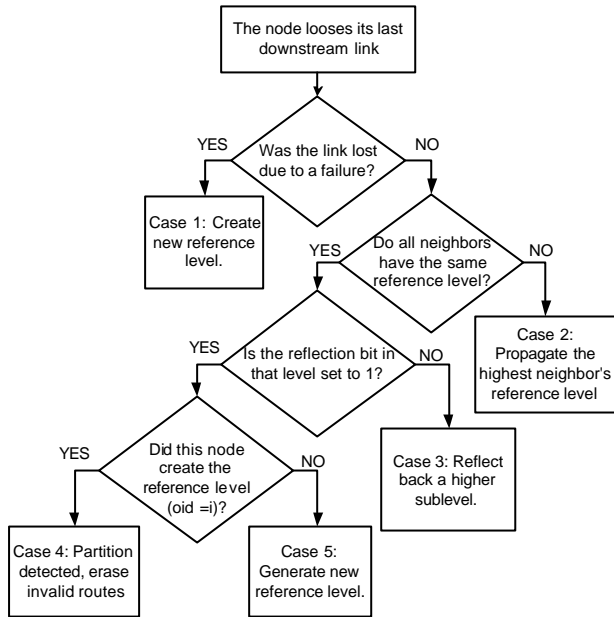 The node looses its last
downstream link
YES
NO
Was the link lost
due to a failure?
Case 1: Create
new reference
level.
YES
NO
Do all neighbors
have the same
reference level?
Case 2:
Propagate the
highest neighbor's
reference level
YES
NO
Is the reflection bit in
that level set to 1?
Case 3: Reflect
back a higher
sublevel.
YES
NO
Did this node
create the
reference level
(oid =i)?
Case 4: Partition
detected, erase
invalid routes
Case 5:
Generate new
reference level.